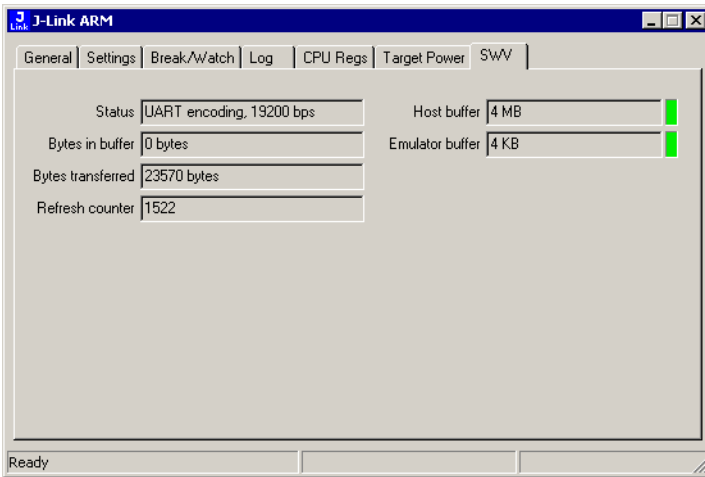 J Link J-Link ARM
General Settings Break/Watch Log CPU Regs Target Power SWV
Status UART encoding, 19200 bps Host buffer 4 MB
Bytes in buffer 0 bytes Emulator buffer 4 KB
Bytes transferred 23570 bytes
Refresh counter 1522
Ready